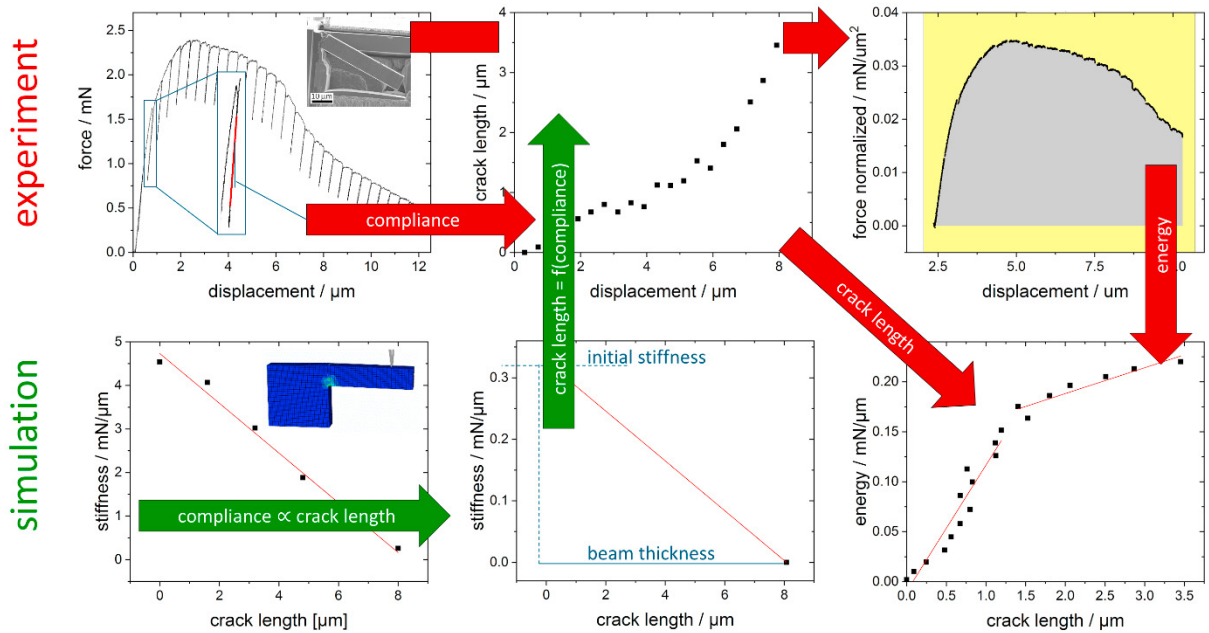 experiment
force / mN
2.5
2.0
1.5
1.0
0.5
0.0
10 µm
0 2 4 6 8 10 12
displacement / µm
compliance
crack length / µm
4
3
2
0
0 2 4 6 8
displacement / µm
crack length = f(compliance)
force normalized / mN/um²
0.04
0.03
0.02
0.01
0.00
2.5 5.0 7.5
displacement / um
energy
crack length
simulation
stiffness / mN/µm
5
4
3
2
1
0
compliance ∝ crack length
0 2 4 6 8
crack length [µm]
stiffness / mN/µm
0.3
0.2
0.1
0.0
initial stiffness
beam thickness
0 2 4 6 8
crack length / µm
energy / mN/µm
0.20
0.15
0.10
0.05
0.00
0.0 0.5 1.0 1.5 2.0 2.5 3.0 3.5
crack length / µm